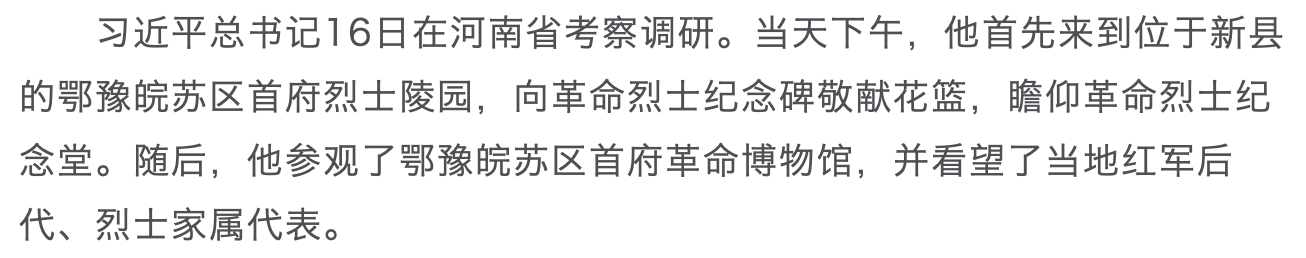 习近平总书记16日在河南省考察调研。当天下午，他首先来到位于新县
的鄂豫皖苏区首府烈士陵园，向革命烈士纪念碑敬献花篮，瞻仰革命烈士纪
念堂。随后，他参观了鄂豫皖苏区首府革命博物馆，并看望了当地红军后
代、烈士家属代表。